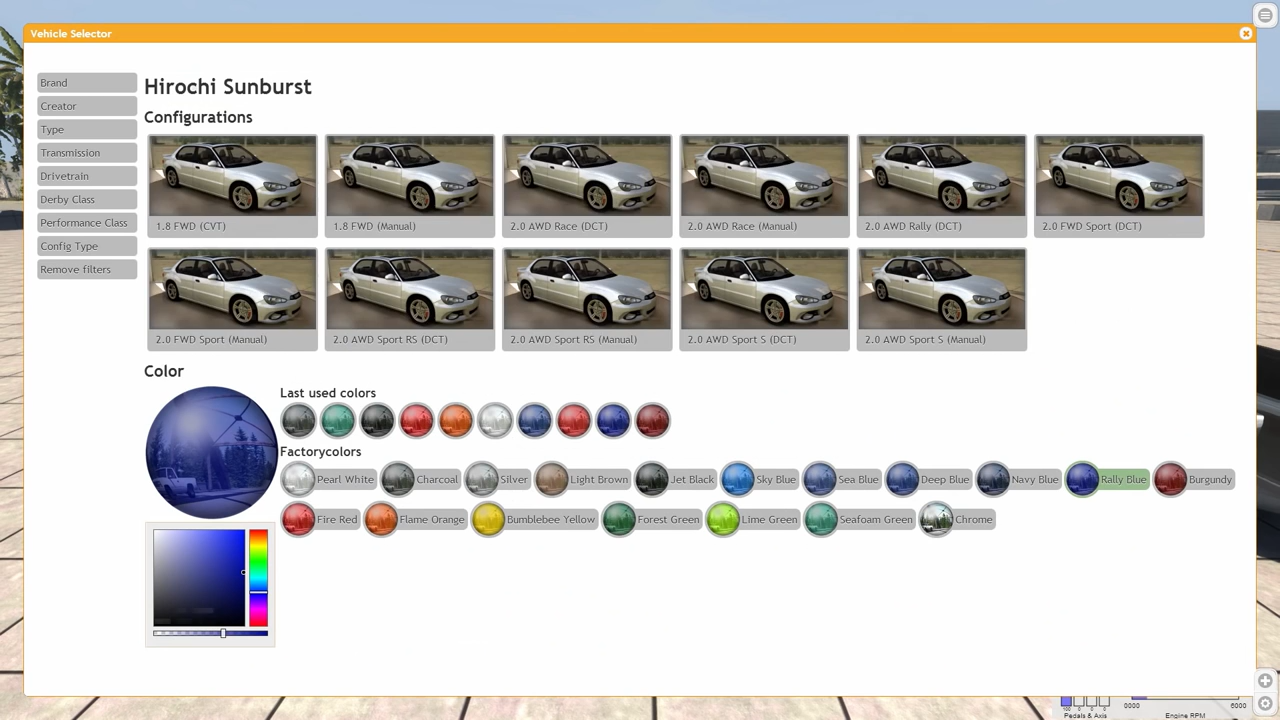 Vehicle Selector
Brand
Creator
Type
Transmission
Drivetrain
Derby Class
Performance Class
Config Type
Remove filters
Hirochi Sunburst
Configurations
1.8 FWD (CVT)
1.8 FWD (Manual)
2.0 AWD Race (DCT)
2.0 AWD Race (Manual)
2.0 AWD Rally (DCT)
2.0 FWD Sport (DCT)
2.0 FWD Sport (Manual)
2.0 AWD Sport RS (DCT)
2.0 AWD Sport RS (Manual)
2.0 AWD Sport S (DCT)
2.0 AWD Sport S (Manual)
Color
Last used colors
Factorycolors
Pearl White
Charcoal
Silver
Light Brown
Jet Black
Sky Blue
Sea Blue
Deep Blue
Navy Blue
Rally Blue
Burgundy
Fire Red
Flame Orange
Bumblebee Yellow
Forest Green
Lime Green
Seafoam Green
Chrome
100 0 0 0
Pedals & Axis
0000 6000
Engine RPM